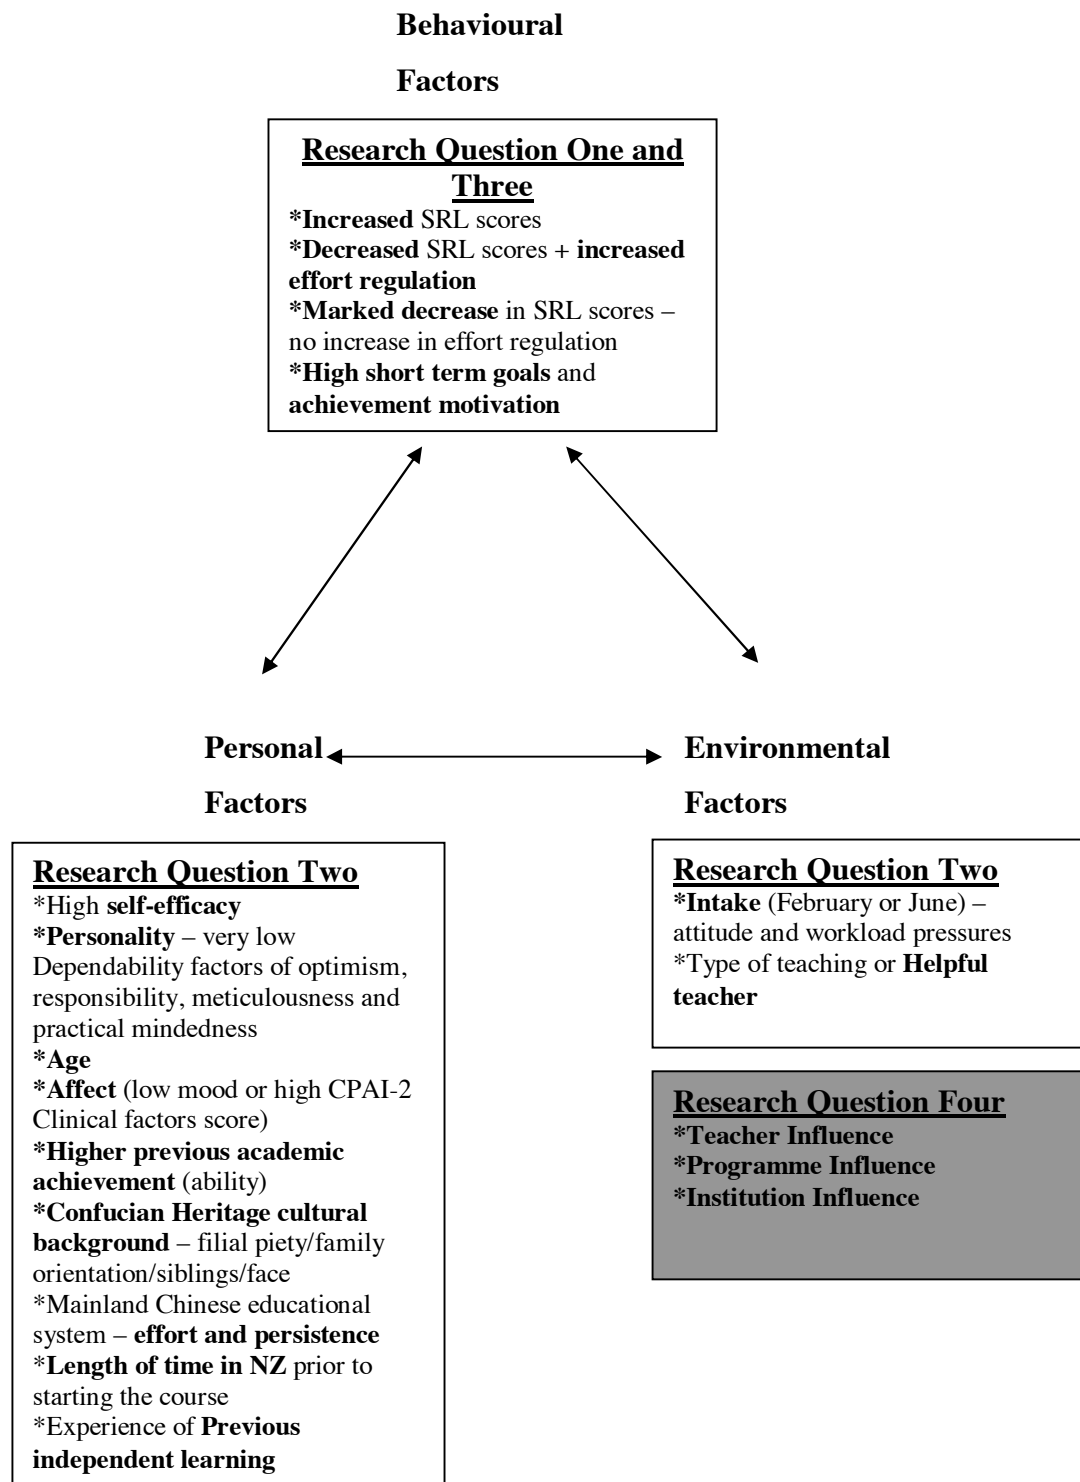 Behavioural
Factors
Research Question One and
Three
*Increased SRL scores
*Decreased SRL scores + increased
effort regulation
*Marked decrease in SRL scores –
no increase in effort regulation
*High short term goals and
achievement motivation
Personal
Factors
Environmental
Factors
Research Question Two
*High self-efficacy
*Personality – very low
Dependability factors of optimism,
responsibility, meticulousness and
practical mindedness
*Age
*Affect (low mood or high CPAI-2
Clinical factors score)
*Higher previous academic
achievement (ability)
*Confucian Heritage cultural
background – filial piety/family
orientation/siblings/face
*Mainland Chinese educational
system – effort and persistence
*Length of time in NZ prior to
starting the course
*Experience of Previous
independent learning
Research Question Two
*Intake (February or June) –
attitude and workload pressures
*Type of teaching or Helpful
teacher
Research Question Four
*Teacher Influence
*Programme Influence
*Institution Influence